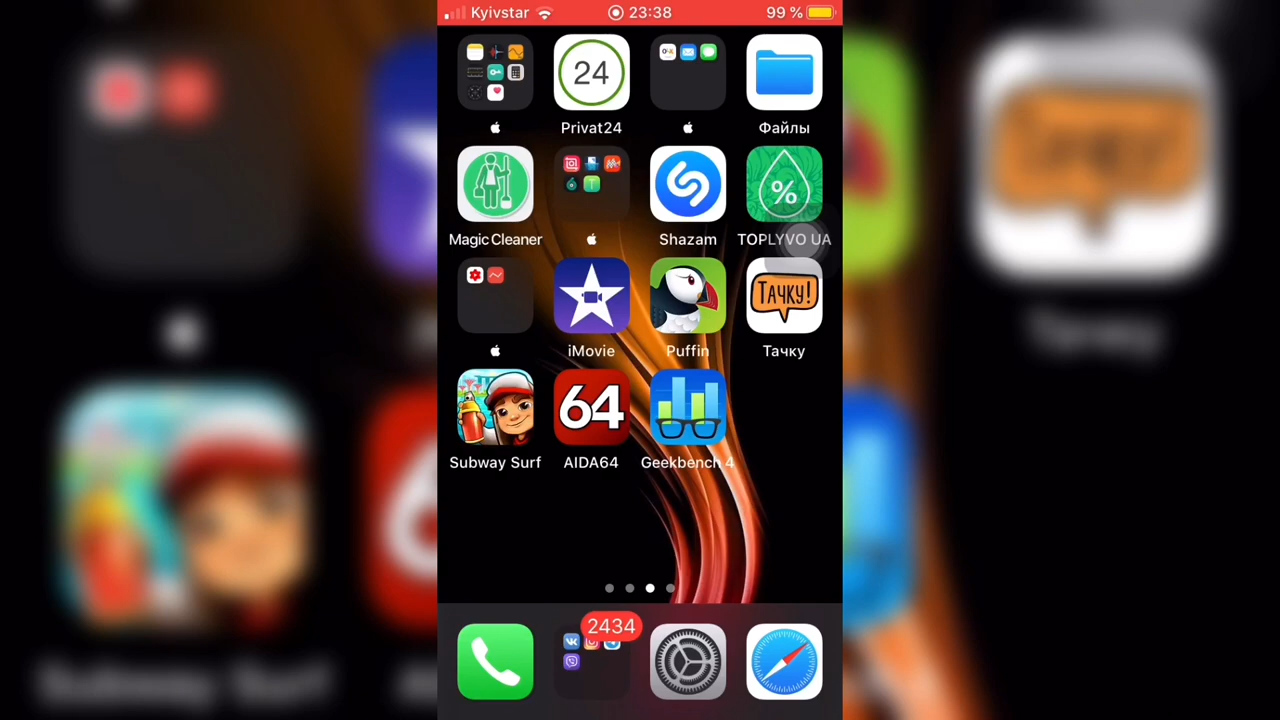 Kyivstar 23:38 99 %
24
Privat24 Файлы
%
Magic Cleaner Shazam TOPLYVO UA
ТАЧКУ!
iMovie Puffin Тачку
64
Subway Surf AIDA64 Geekbench 4
2434